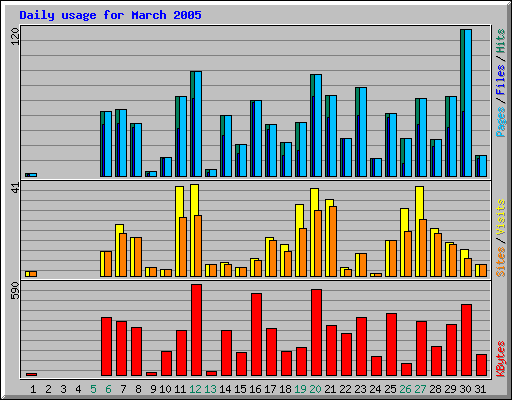 Daily usage for March 2005
120
Pages / Files / Hits
41
Sites / Visits
590
KBytes
1 2 3 4 5 6 7 8 9 10 11 12 13 14 15 16 17 18 19 20 21 22 23 24 25 26 27 28 29 30 31